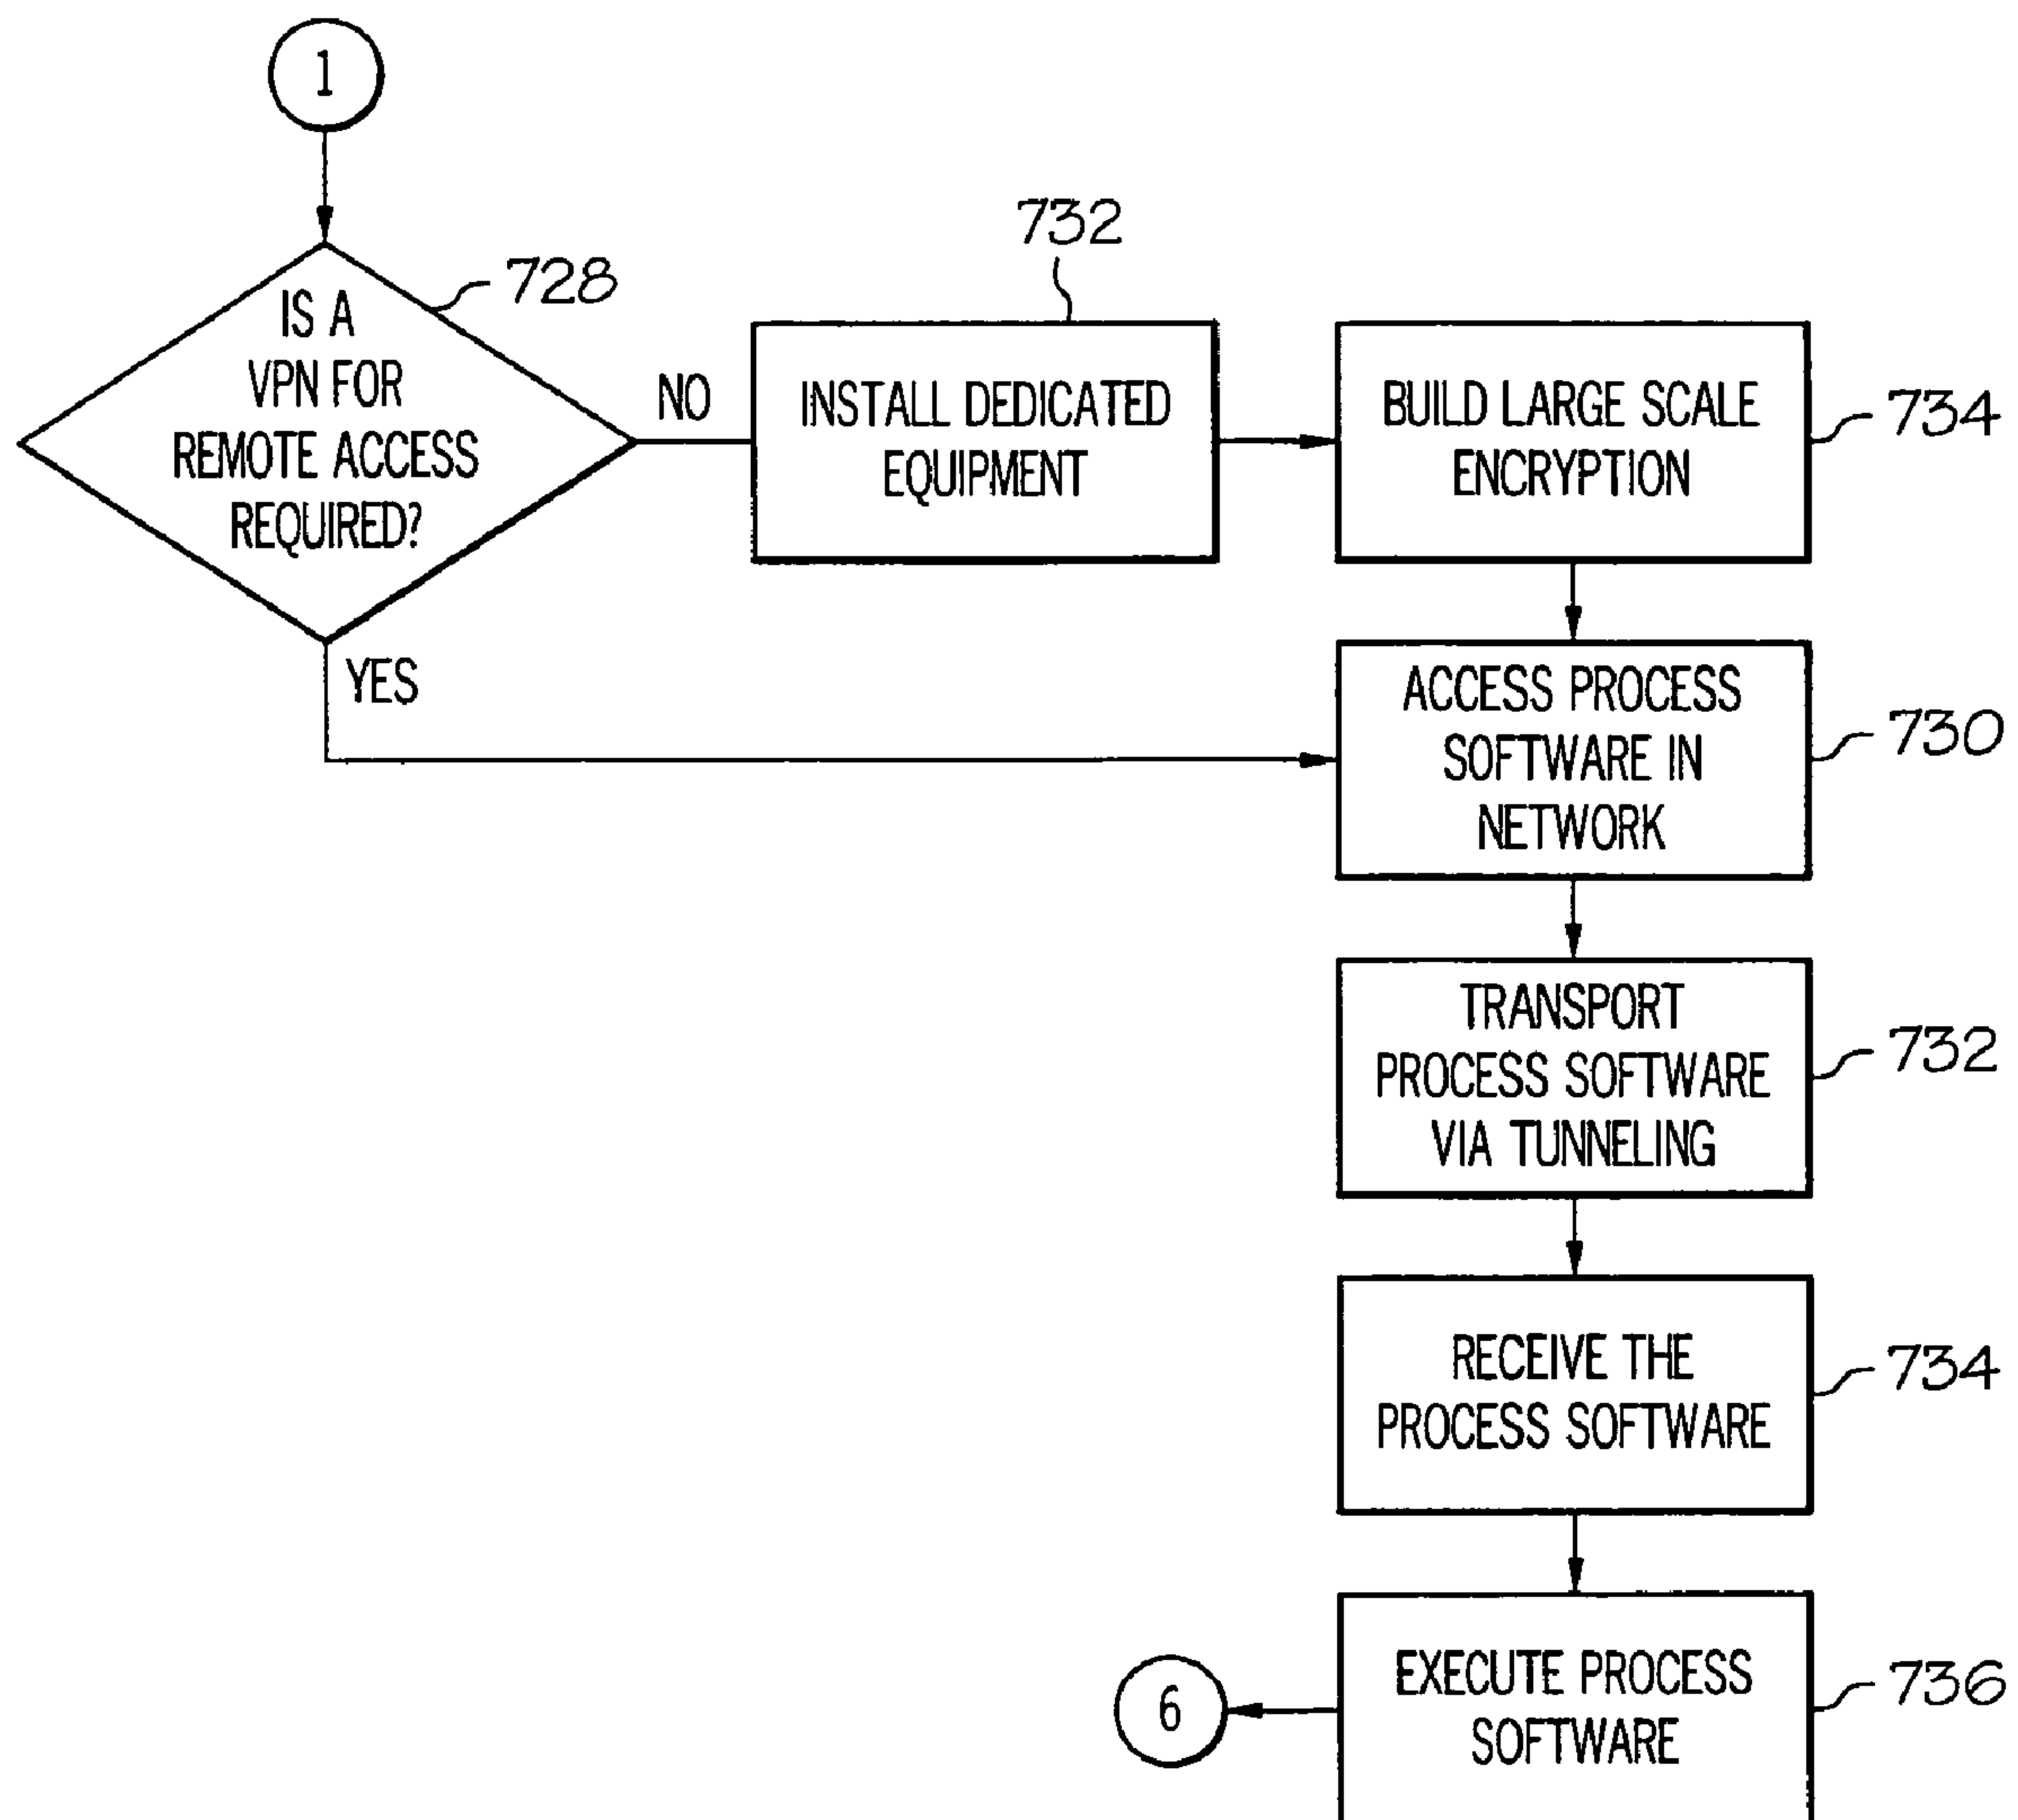 1
IS A
VPN FOR
REMOTE ACCESS
REQUIRED?
728
NO
YES
732
INSTALL DEDICATED
EQUIPMENT
BUILD LARGE SCALE
ENCRYPTION
734
ACCESS PROCESS
SOFTWARE IN
NETWORK
730
TRANSPORT
PROCESS SOFTWARE
VIA TUNNELING
732
RECEIVE THE
PROCESS SOFTWARE
734
EXECUTE PROCESS
SOFTWARE
736
6